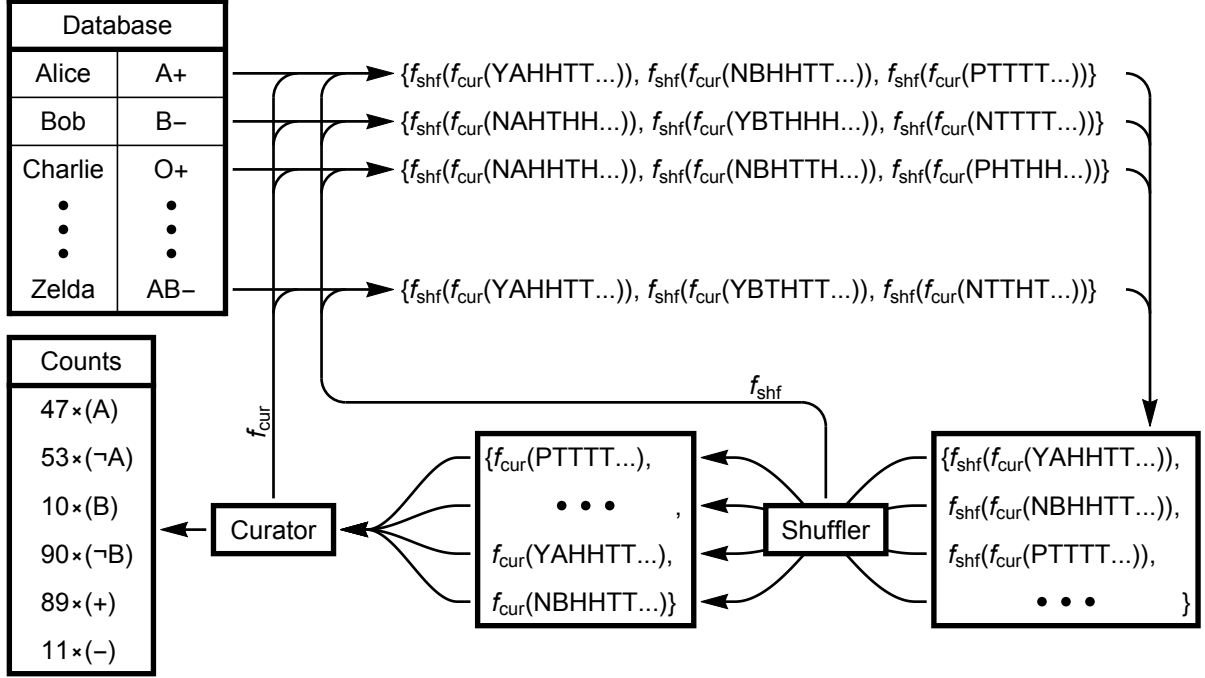 Database
Alice A+ {fshf(fcur(YAHHTT...)), fshf(fcur(NBHHTT...)), fshf(fcur(PTTTT...))}
Bob B− {fshf(fcur(NAHTHH...)), fshf(fcur(YBTHHH...)), fshf(fcur(NTTTT...))}
Charlie O+ {fshf(fcur(NAHHTH...)), fshf(fcur(NBHTTH...)), fshf(fcur(PHTHH...))}
Zelda AB− {fshf(fcur(YAHHTT...)), fshf(fcur(YBTHTT...)), fshf(fcur(NTTHT...))}
Counts
47×(A)
53×(¬A)
10×(B)
90×(¬B)
89×(+)
11×(−)
fcur
fshf
Curator
{fcur(PTTTT...),
,
fcur(YAHHTT...),
fcur(NBHHTT...)}
Shuffler
{fshf(fcur(YAHHTT...)),
fshf(fcur(NBHHTT...)),
fshf(fcur(PTTTT...)),
}